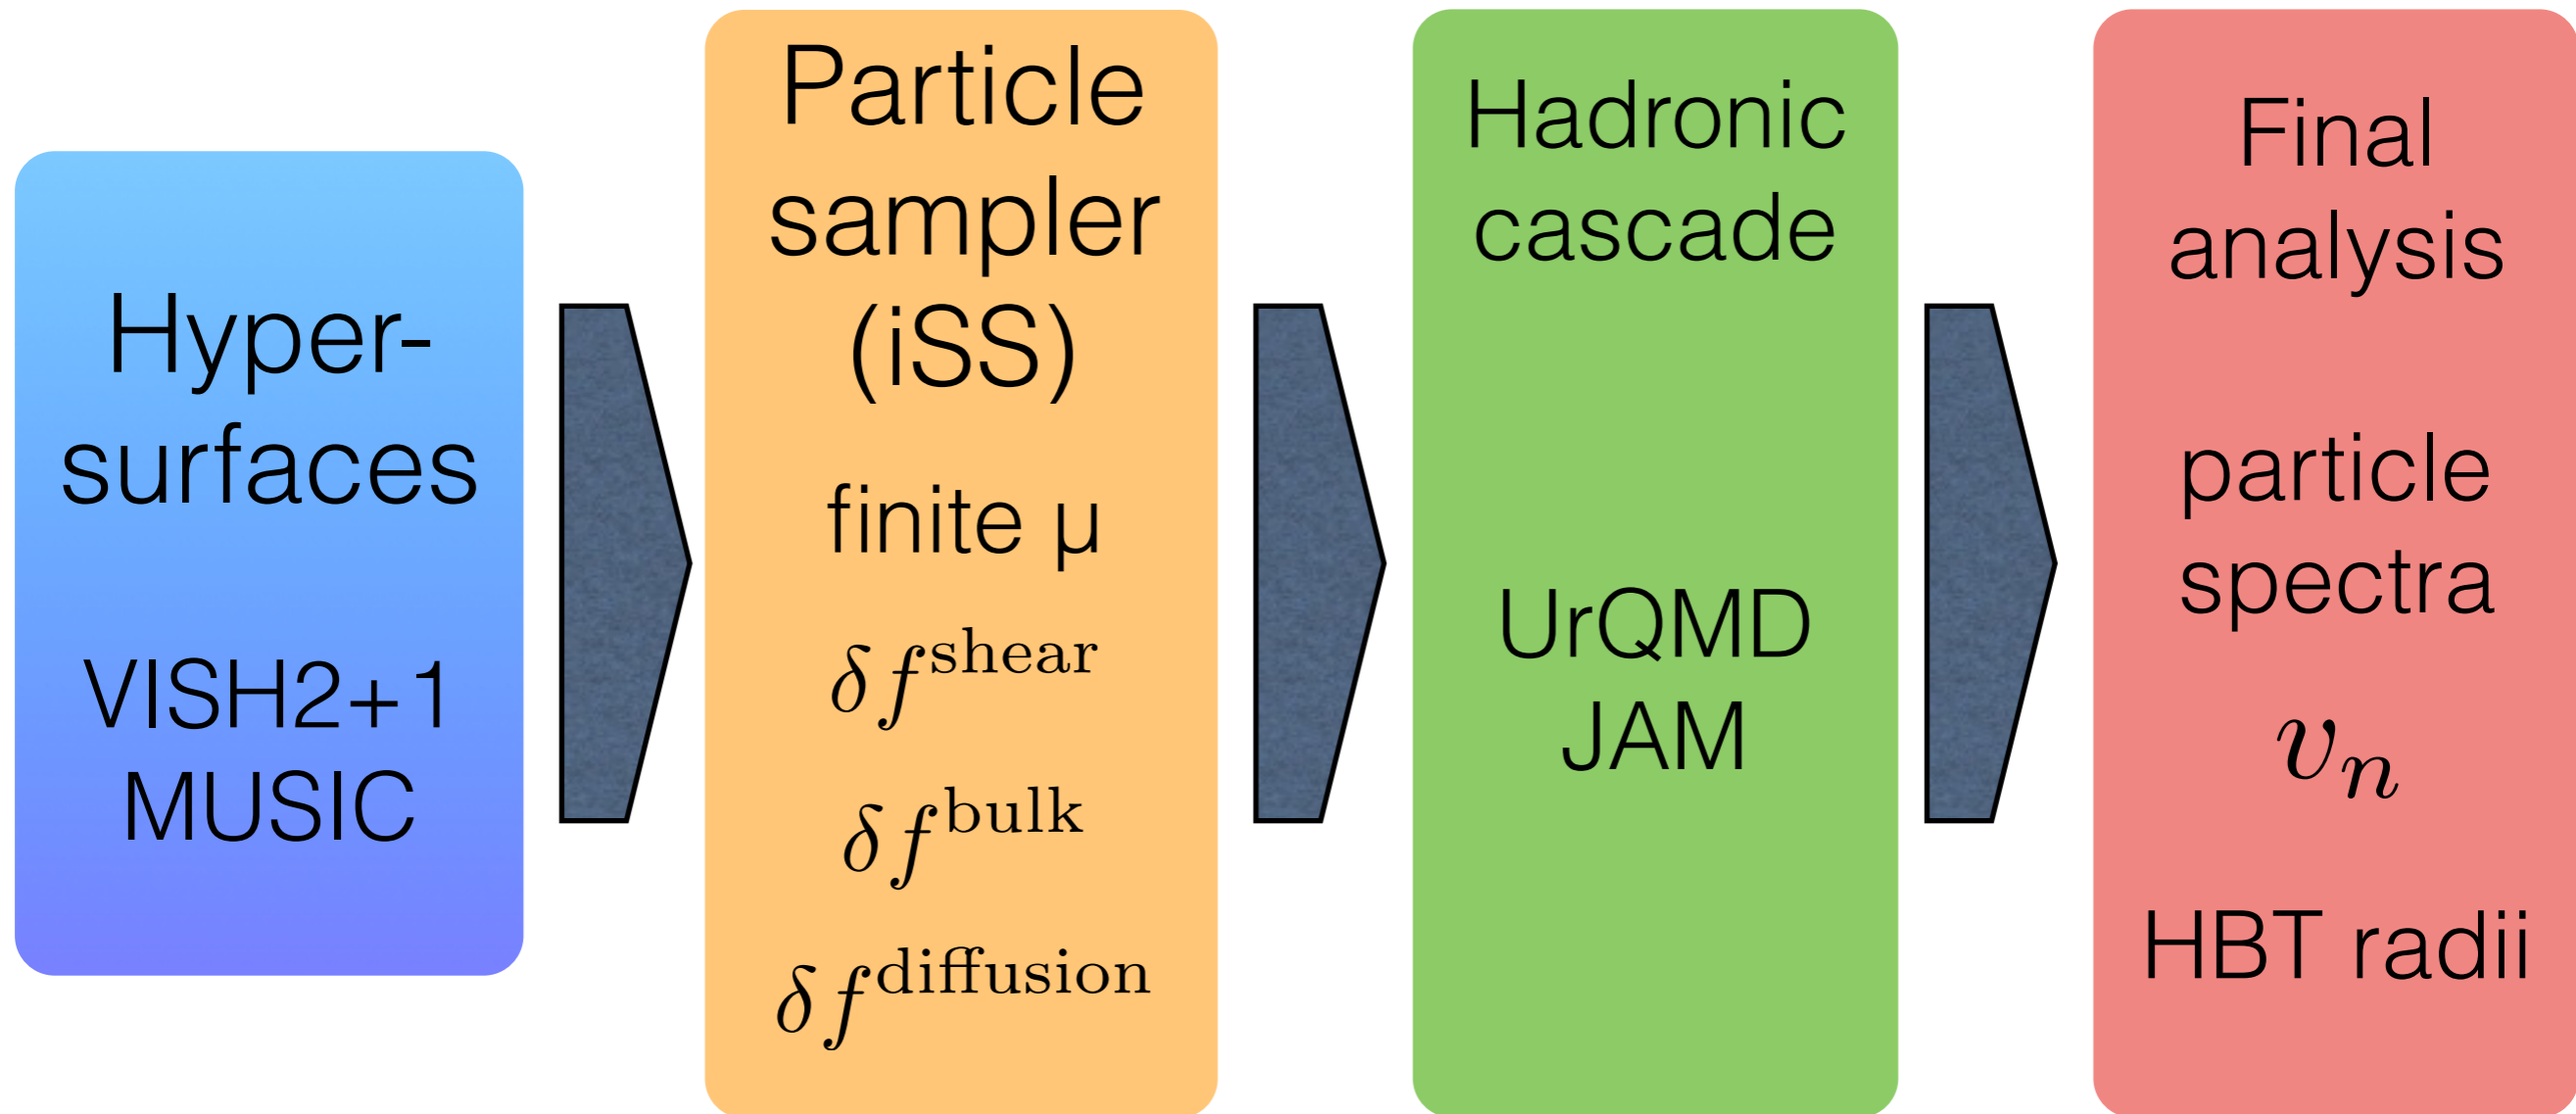 Hyper-
surfaces
VISH2+1
MUSIC
Particle
sampler
(iSS)
finite μ
δf^shear
δf^bulk
δf^diffusion
Hadronic
cascade
UrQMD
JAM
Final
analysis
particle
spectra
v_n
HBT radii